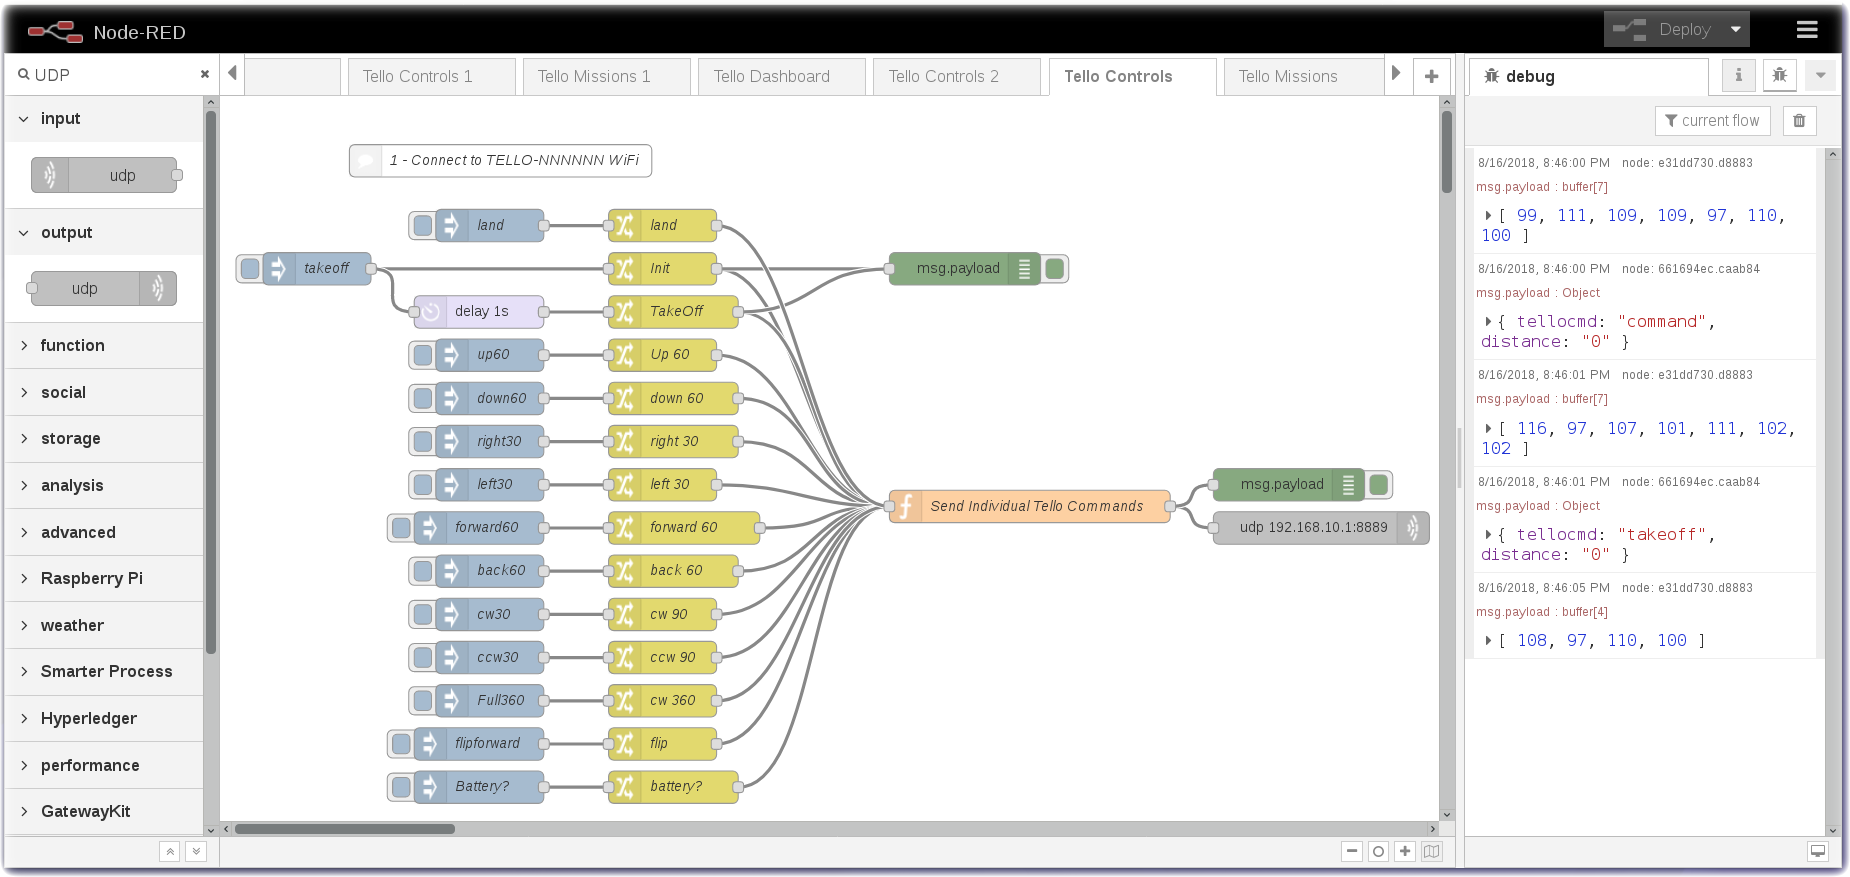 Node-RED
Deploy
UDP
input
udp
output
udp
function
social
storage
analysis
advanced
Raspberry Pi
weather
Smarter Process
Hyperledger
performance
GatewayKit
Tello Controls 1
Tello Missions 1
Tello Dashboard
Tello Controls 2
Tello Controls
Tello Missions
1 - Connect to TELLO-NNNNNN WiFi
land
land
takeoff
Init
msg.payload
delay 1s
TakeOff
up60
Up 60
down60
down 60
right30
right 30
left30
left 30
msg.payload
Send Individual Tello Commands
forward60
forward 60
udp 192.168.10.1:8889
back60
back 60
cw30
cw 90
ccw30
ccw 90
Full360
cw 360
flipforward
flip
Battery?
battery?
debug
i
current flow
8/16/2018, 8:46:00 PM node: e31dd730.d8883
msg.payload : buffer[7]
[ 99, 111, 109, 109, 97, 110,
100 ]
8/16/2018, 8:46:00 PM node: 661694ec.caab84
msg.payload : Object
{ tellocmd: "command",
distance: "0" }
8/16/2018, 8:46:01 PM node: e31dd730.d8883
msg.payload : buffer[7]
[ 116, 97, 107, 101, 111, 102,
102 ]
8/16/2018, 8:46:01 PM node: 661694ec.caab84
msg.payload : Object
{ tellocmd: "takeoff",
distance: "0" }
8/16/2018, 8:46:05 PM node: e31dd730.d8883
msg.payload : buffer[4]
[ 108, 97, 110, 100 ]